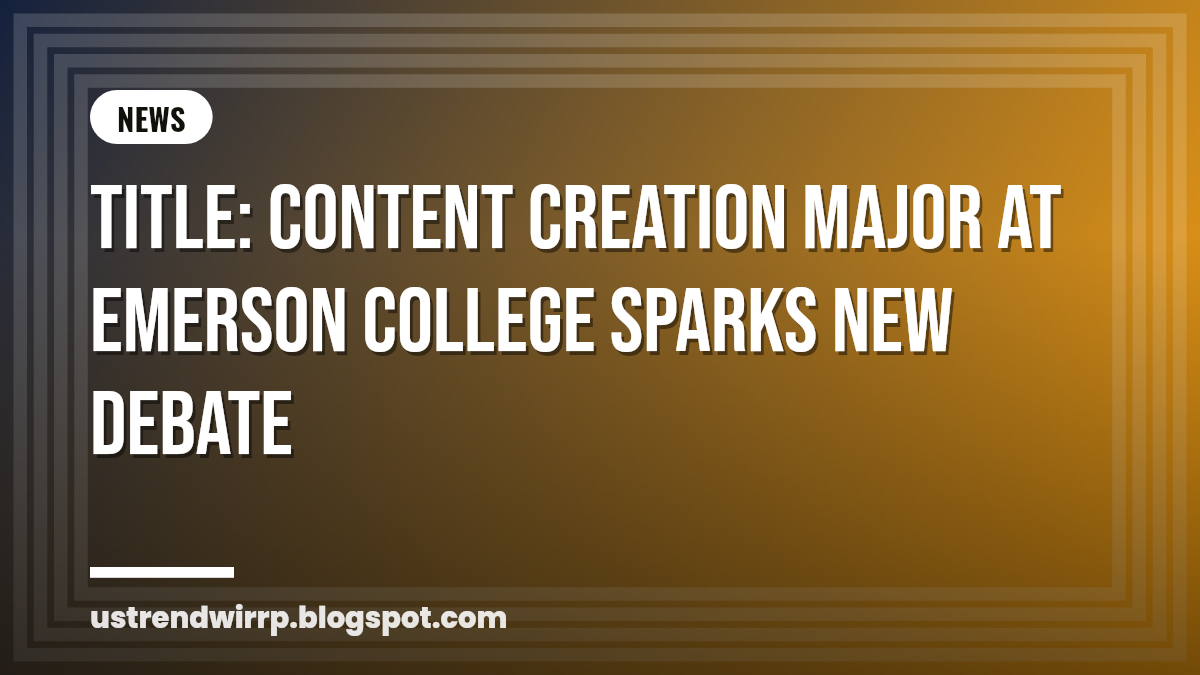 NEWS
TITLE: CONTENT CREATION MAJOR AT
EMERSON COLLEGE SPARKS NEW
DEBATE
ustrendwirrp.blogspot.com